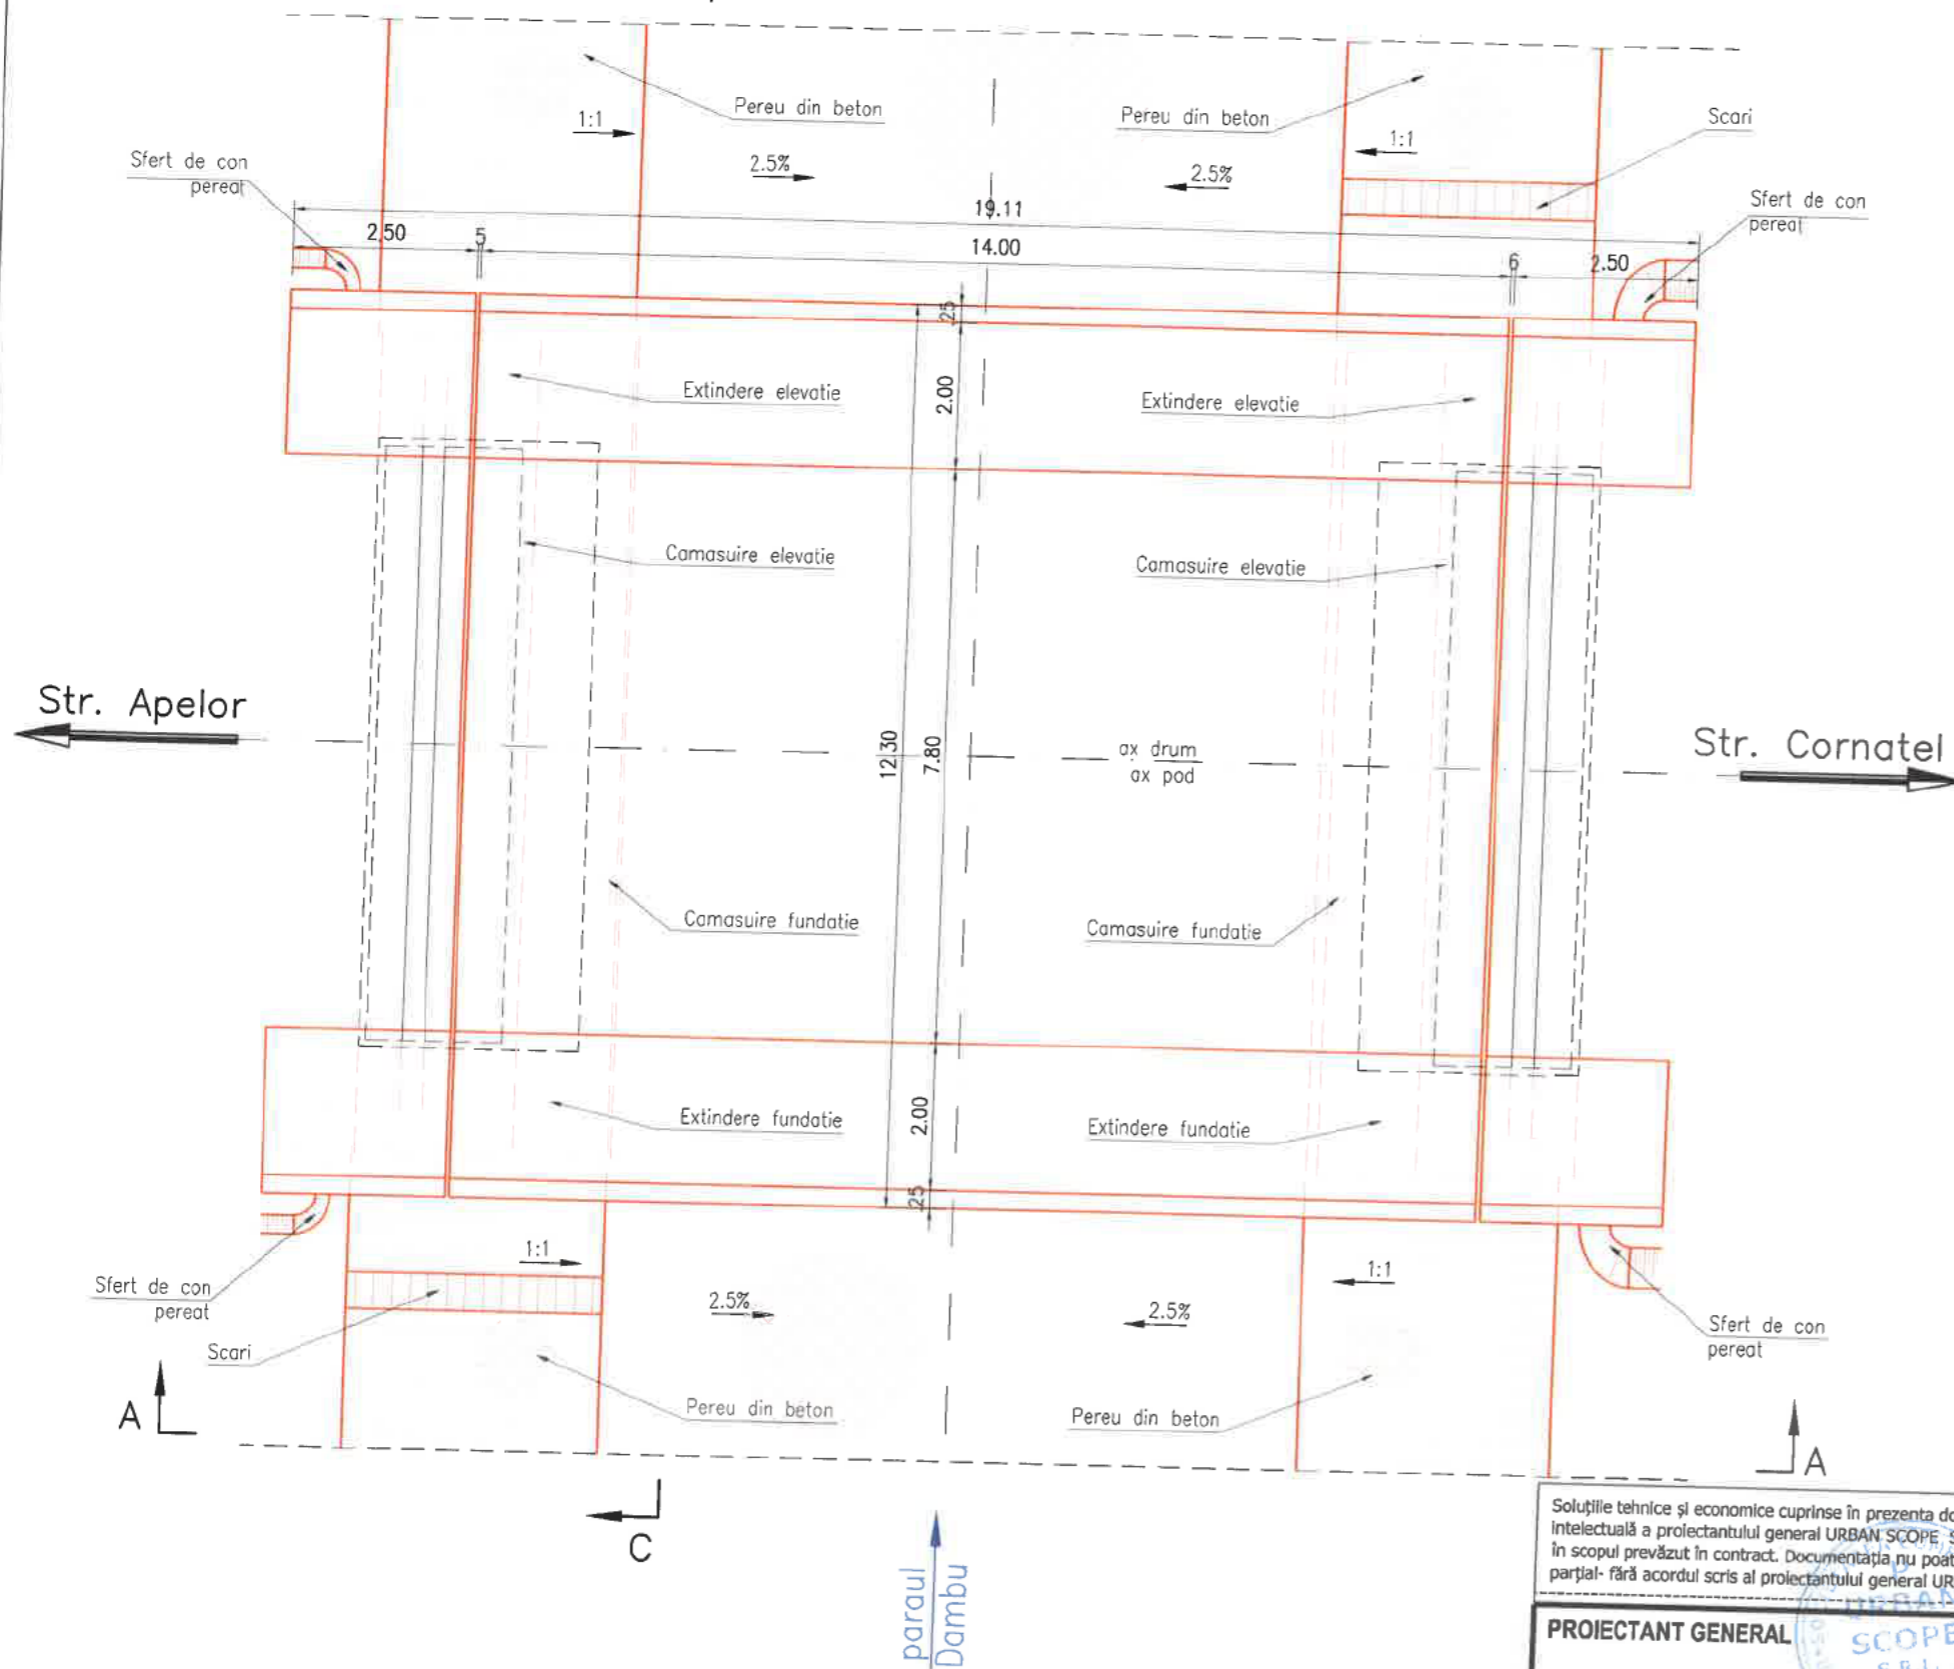 Pereu din beton
Pereu din beton
Scari
1:1
1:1
Sfert de con
pereat
2.5%
2.5%
Sfert de con
pereat
19.11
2.50
5
14.00
6
2.50
25
Extindere elevatie
2.00
Extindere elevatie
Camasuire elevatie
Camasuire elevatie
Str. Apelor
12.30
7.80
ax drum
ax pod
Str. Cornatel
Camasuire fundatie
Camasuire fundatie
Extindere fundatie
2.00
Extindere fundatie
25
1:1
1:1
Sfert de con
pereat
2.5%
2.5%
Scari
Sfert de con
pereat
A
Pereu din beton
Pereu din beton
A
C
paraul
Dambu
Soluțiile tehnice și economice cuprinse în prezenta do
intelectuală a proiectantului general URBAN SCOPE S
în scopul prevăzut în contract. Documentația nu poat
parțial- fără acordul scris al proiectantului general UR
PROIECTANT GENERAL
URBAN
SCOPE
S.R.L.